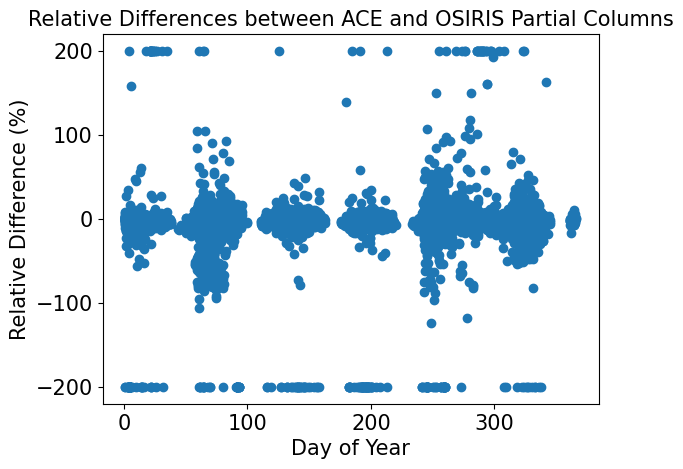 Relative Differences between ACE and OSIRIS Partial Columns
Relative Difference (%)
200
100
0
−100
−200
0 100 200 300
Day of Year